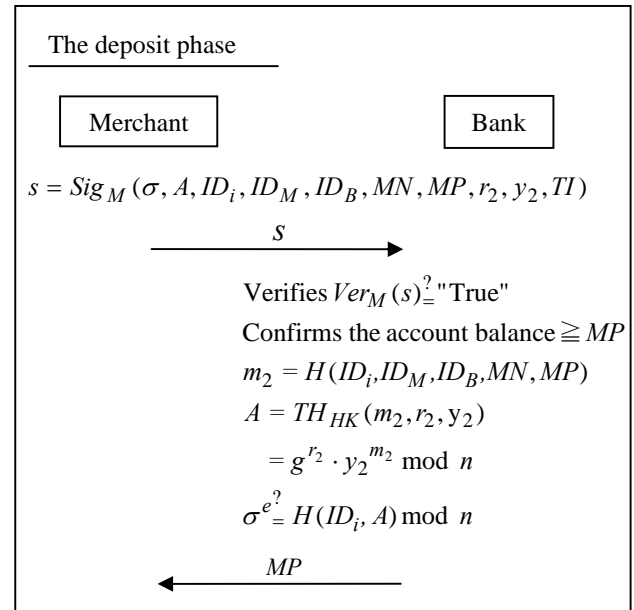 The deposit phase
Merchant Bank
s = Sig_M (σ, A, ID_i, ID_M, ID_B, MN, MP, r_2, y_2, TI)
s
Verifies Ver_M (s) ≟ "True"
Confirms the account balance ≧ MP
m_2 = H(ID_i, ID_M, ID_B, MN, MP)
A = TH_HK (m_2, r_2, y_2)
= g^{r_2} · y_2^{m_2} mod n
σ^e ≟ H(ID_i, A) mod n
MP